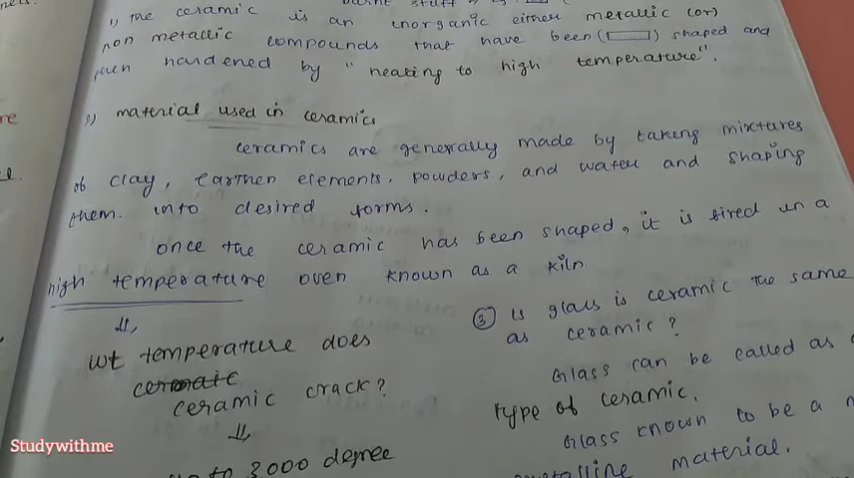 1) The ceramic is an inorganic either metallic (or)
non metallic compounds that have been ( ) shaped and
hardened by "heating to high temperature".
2) material used in ceramics
ceramics are generally made by taking mixtures
of clay, earthen elements, powders, and water and shaping
them into desired forms.
once the ceramic has been shaped, it is fired in a
high temperature oven known as a kiln
wt temperature does
ceramic crack?
up to 3000 degree
③ is glass is ceramic the same
as ceramic?
Glass can be called as
type of ceramic.
Glass known to be a
material.
Studywithme